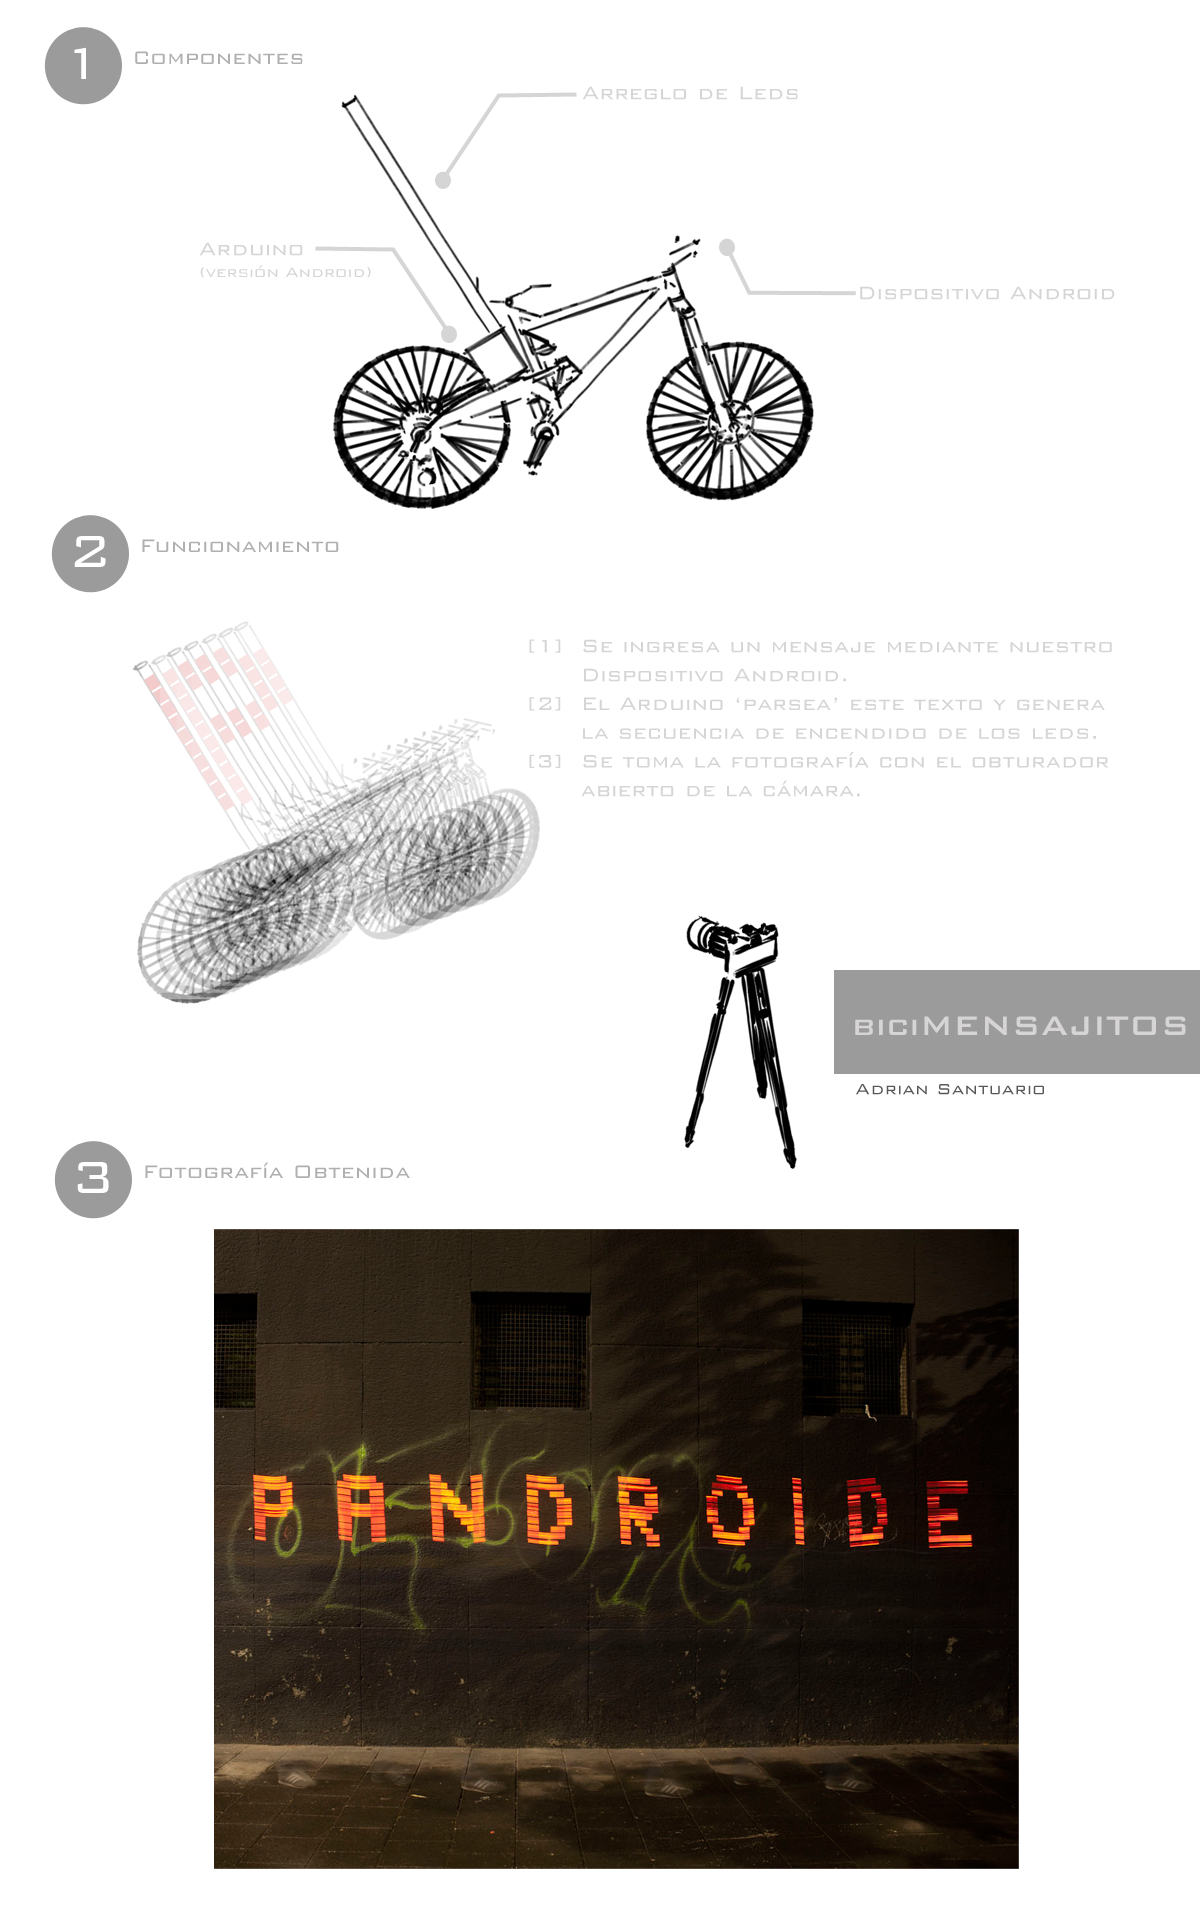 1 Componentes
Arreglo de Leds
Arduino
(versión Android)
Dispositivo Android
2 Funcionamiento
[1] Se ingresa un mensaje mediante nuestro
Dispositivo Android.
[2] El Arduino ‘parsea’ este texto y genera
la secuencia de encendido de los leds.
[3] Se toma la fotografía con el obturador
abierto de la cámara.
biciMENSAJITOS
Adrian Santuario
3 Fotografía Obtenida
PANDROIDE